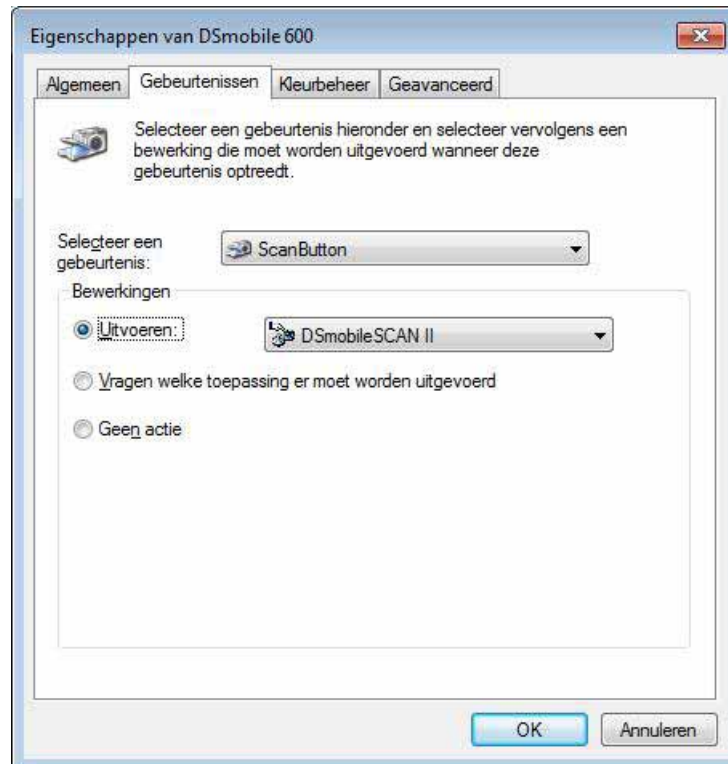 Eigenschappen van DSmobile 600
Algemeen
Gebeurtenissen
Kleurbeheer
Geavanceerd
Selecteer een gebeurtenis hieronder en selecteer vervolgens een
bewerking die moet worden uitgevoerd wanneer deze
gebeurtenis optreedt.
Selecteer een
gebeurtenis:
ScanButton
Bewerkingen
Uitvoeren:
DSmobileSCAN II
Vragen welke toepassing er moet worden uitgevoerd
Geen actie
OK
Annuleren